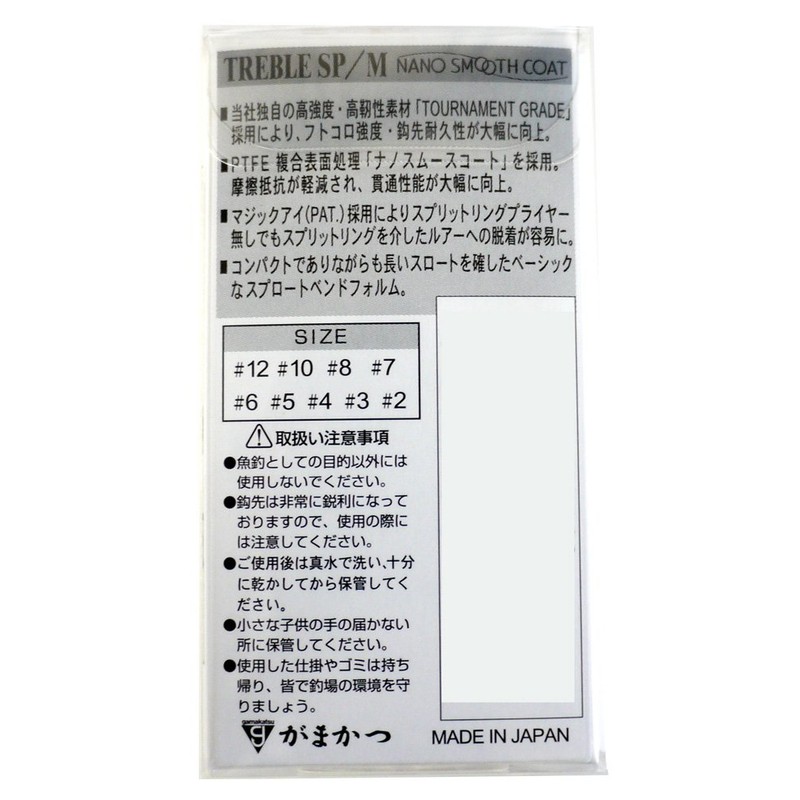 TREBLE SP/M NANO SMOOTH COAT
■当社独自の高強度・高靭性素材「TOURNAMENT GRADE」
採用により、フトコロ強度・鈎先耐久性が大幅に向上。
■PTFE 複合表面処理「ナノスムースコート」を採用。
摩擦抵抗が軽減され、貫通性能が大幅に向上。
■マジックアイ(PAT.)採用によりスプリットリングプライヤー
無しでもスプリットリングを介したルアーへの脱着が容易に。
■コンパクトでありながらも長いスロートを確したベーシック
なスプロートベンドフォルム。
SIZE
#12 #10 #8 #7
#6 #5 #4 #3 #2
⚠取扱い注意事項
●魚釣としての目的以外には
使用しないでください。
●鈎先は非常に鋭利になって
おりますので、使用の際に
は注意してください。
●ご使用後は真水で洗い、十分
に乾かしてから保管してく
ださい。
●小さな子供の手の届かない
所に保管してください。
●使用した仕掛やゴミは持ち
帰り、皆で釣場の環境を守
りましょう。
gamakatsu
g がまかつ MADE IN JAPAN